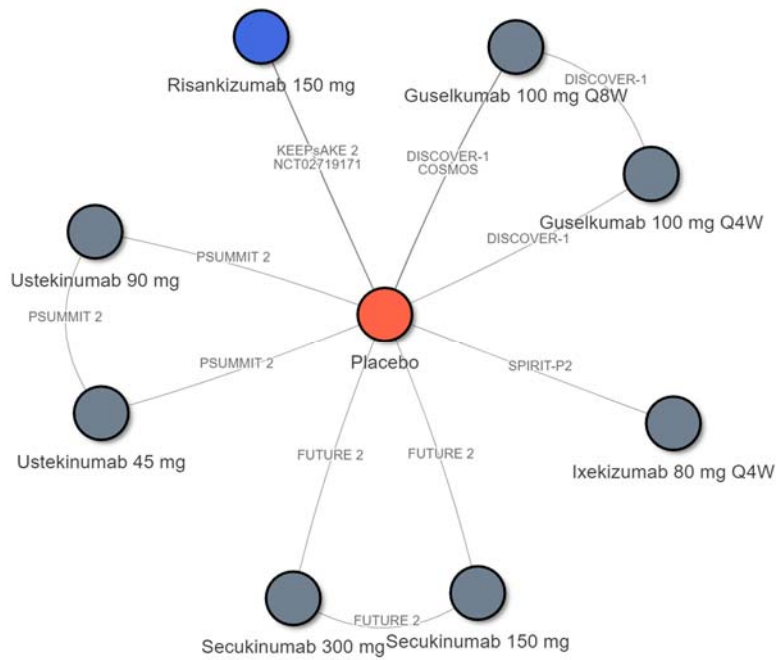 Risankizumab 150 mg
Guselkumab 100 mg Q8W
DISCOVER-1
KEEPsAKE 2
NCT02719171
DISCOVER-1
COSMOS
Guselkumab 100 mg Q4W
DISCOVER-1
Ustekinumab 90 mg
PSUMMIT 2
PSUMMIT 2
Placebo
PSUMMIT 2
SPIRIT-P2
Ustekinumab 45 mg
Ixekizumab 80 mg Q4W
FUTURE 2
FUTURE 2
FUTURE 2
Secukinumab 300 mg
Secukinumab 150 mg